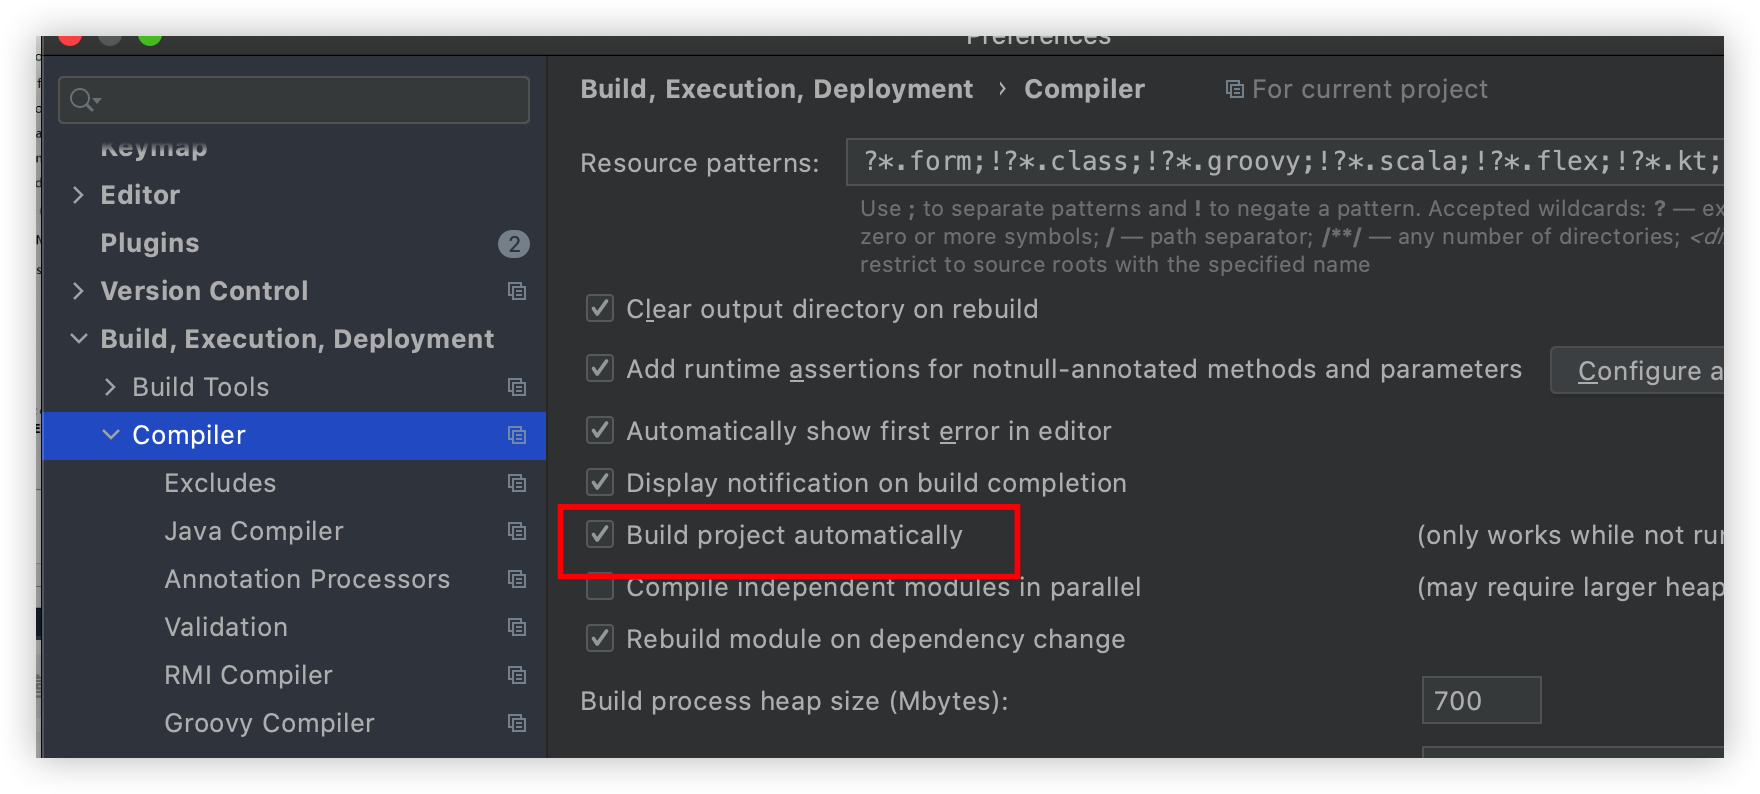 Preferences
Keymap
Editor
Plugins
2
Version Control
Build, Execution, Deployment
Build Tools
Compiler
Excludes
Java Compiler
Annotation Processors
Validation
RMI Compiler
Groovy Compiler
Build, Execution, Deployment › Compiler
For current project
Resource patterns: ?*.form;!?*.class;!?*.groovy;!?*.scala;!?*.flex;!?*.kt;
Use ; to separate patterns and ! to negate a pattern. Accepted wildcards: ? — ex
zero or more symbols; / — path separator; /**/ — any number of directories; <di
restrict to source roots with the specified name
Clear output directory on rebuild
Add runtime assertions for notnull-annotated methods and parameters
Configure a
Automatically show first error in editor
Display notification on build completion
Build project automatically (only works while not run
Compile independent modules in parallel (may require larger heap
Rebuild module on dependency change
Build process heap size (Mbytes): 700